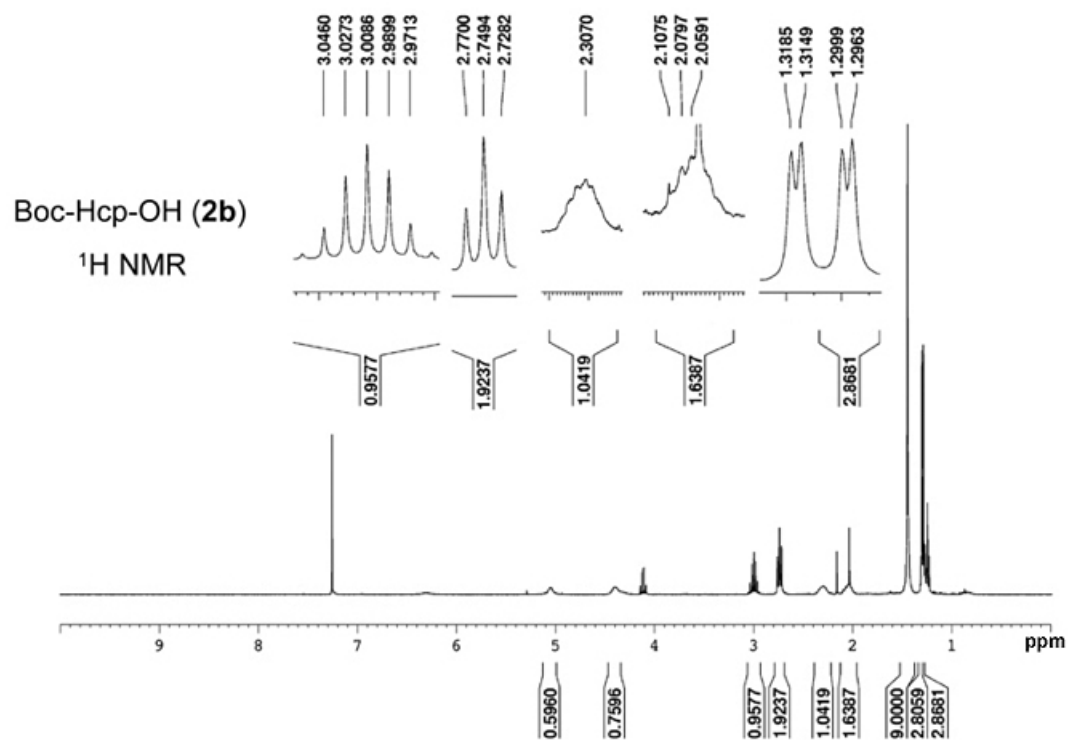 3.0460 3.0273 3.0086 2.9899 2.9713 2.7700 2.7494 2.7282 2.3070 2.1075 2.0797 2.0591 1.3185 1.3149 1.2999 1.2963
Boc-Hcp-OH (2b)
¹H NMR
0.9577 1.9237 1.0419 1.6387 2.8681
9 8 7 6 5 4 3 2 1 ppm
0.5960 0.7596 0.9577 1.9237 1.0419 1.6387 9.0000 2.8059 2.8681